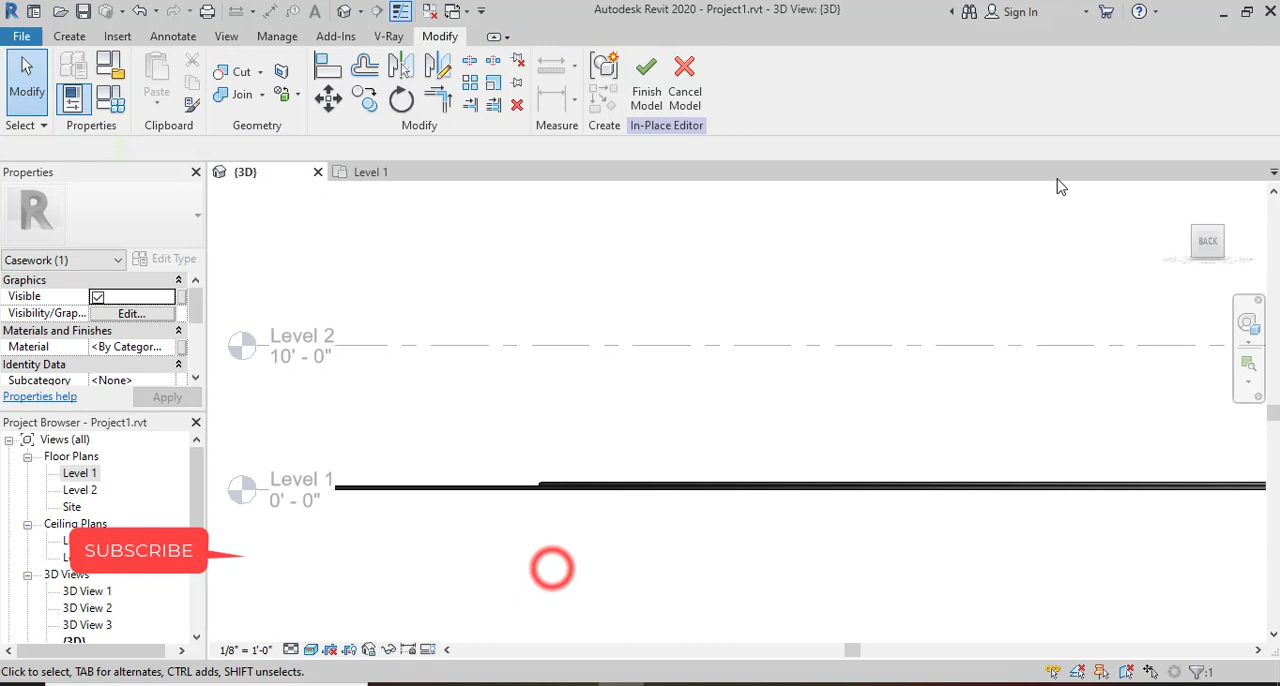 Autodesk Revit 2020 - Project1.rvt - 3D View: {3D}
Sign In
File Create Insert Annotate View Manage Add-Ins V-Ray Modify
Modify
Paste
Cut
Join
Finish Model
Cancel Model
Select Properties Clipboard Geometry Modify Measure Create In-Place Editor
Properties
{3D}
Level 1
Casework (1)
Edit Type
Graphics
Visible
Visibility/Grap... Edit...
Materials and Finishes
Material <By Categor...
Identity Data
Subcategory <None>
Properties help
Apply
Project Browser - Project1.rvt
Views (all)
Floor Plans
Level 1
Level 2
Site
Ceiling Plans
3D Views
3D View 1
3D View 2
3D View 3
{3D}
SUBSCRIBE
BACK
Level 2
10' - 0"
Level 1
0' - 0"
1/8" = 1'-0"
Click to select, TAB for alternates, CTRL adds, SHIFT unselects.
:1